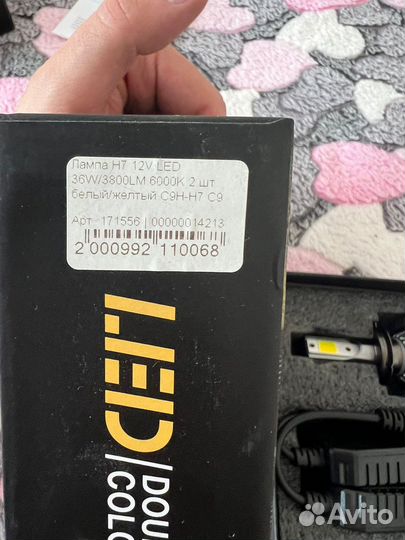 Лампа H7 12V LED
36W/3800LM 6000K 2 шт
белый/желтый C9H-H7 C9
Арт. 171556 | 00000014213
2 000992 110068
LED
/DOU
/COLO
Avito